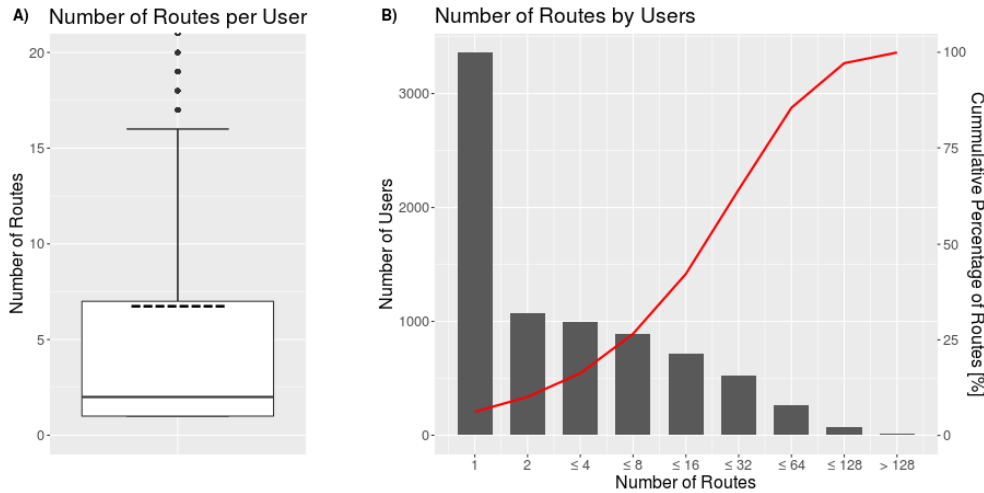 A)
Number of Routes per User
Number of Routes
20
15
10
5
0
B)
Number of Routes by Users
Number of Users
3000
2000
1000
0
100
75
50
25
0
Cummulative Percentage of Routes [%]
1 2 ≤ 4 ≤ 8 ≤ 16 ≤ 32 ≤ 64 ≤ 128 > 128
Number of Routes